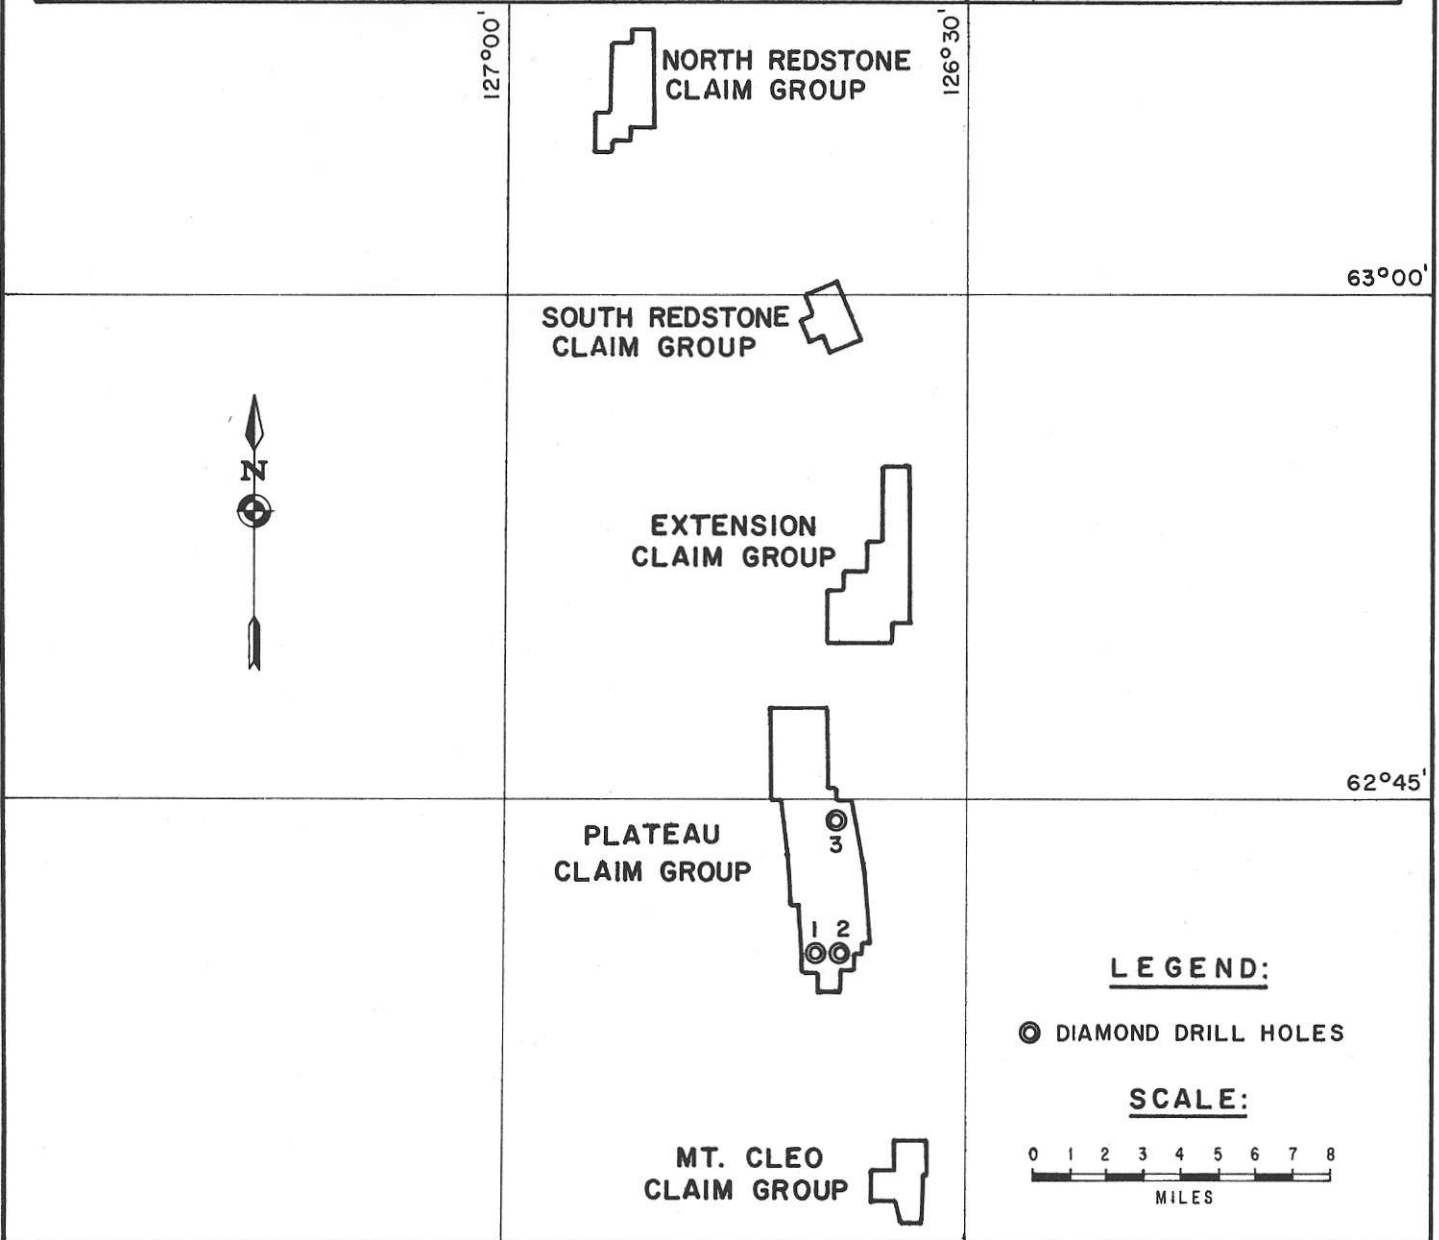 127°00'
126°30'
NORTH REDSTONE
CLAIM GROUP
63°00'
SOUTH REDSTONE
CLAIM GROUP
N
EXTENSION
CLAIM GROUP
62°45'
PLATEAU
CLAIM GROUP
3
1 2
LEGEND:
DIAMOND DRILL HOLES
SCALE:
0 1 2 3 4 5 6 7 8
MILES
MT. CLEO
CLAIM GROUP